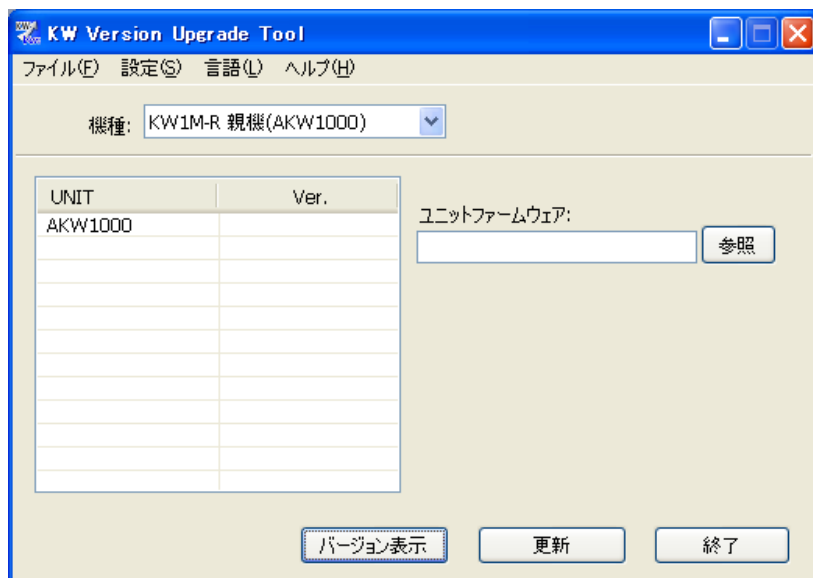 KW Version Upgrade Tool
ファイル(F) 設定(S) 言語(L) ヘルプ(H)
機種: KW1M-R 親機(AKW1000)
UNIT Ver.
AKW1000
ユニットファームウェア:
参照
バージョン表示 更新 終了